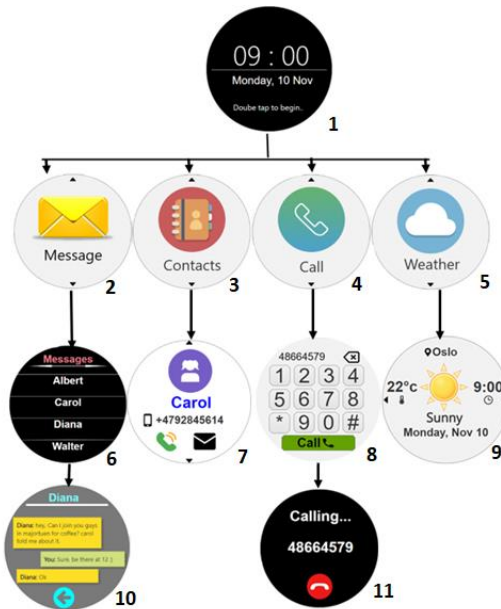 09 : 00
Monday, 10 Nov
Doube tap to begin..
1
Message
2
Contacts
3
Call
4
Weather
5
Messages
Albert
Carol
Diana
Walter
6
Carol
+4792845614
7
48664579
1 2 3 4
5 6 7 8
* 9 0 #
Call
8
Oslo
22°c
9:00
Sunny
Monday, Nov 10
9
Diana
Diana: hey, Can I join you guys
in majorluen for coffee? carol
told me about it.
You: Sure, be there at 12 :)
Diana: Ok
10
Calling...
48664579
11